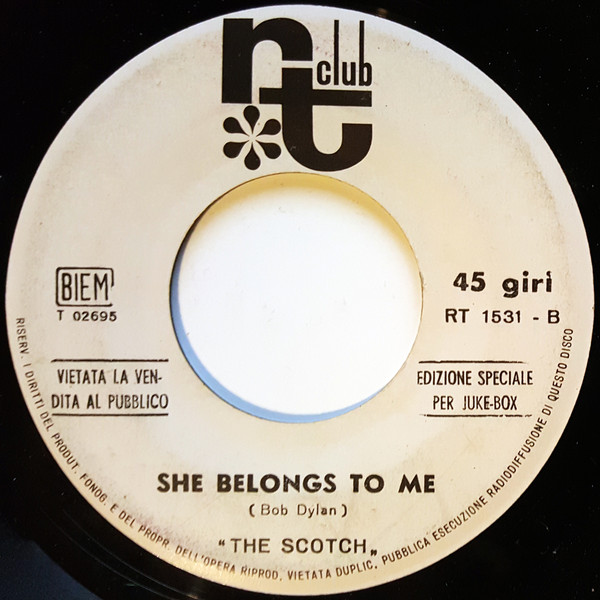 rt club
BIEM
T 02695
45 giri
RT 1531 - B
VIETATA LA VEN-
DITA AL PUBBLICO
EDIZIONE SPECIALE
PER JUKE-BOX
SHE BELONGS TO ME
( Bob Dylan )
"THE SCOTCH„
RISERV. I DIRITTI DEL PRODUT. FONOG. E DEL PROPR. DELL'OPERA RIPROD. VIETATA DUPLIC. PUBBLICA ESECUZIONE RADIODIFFUSIONE DI QUESTO DISCO